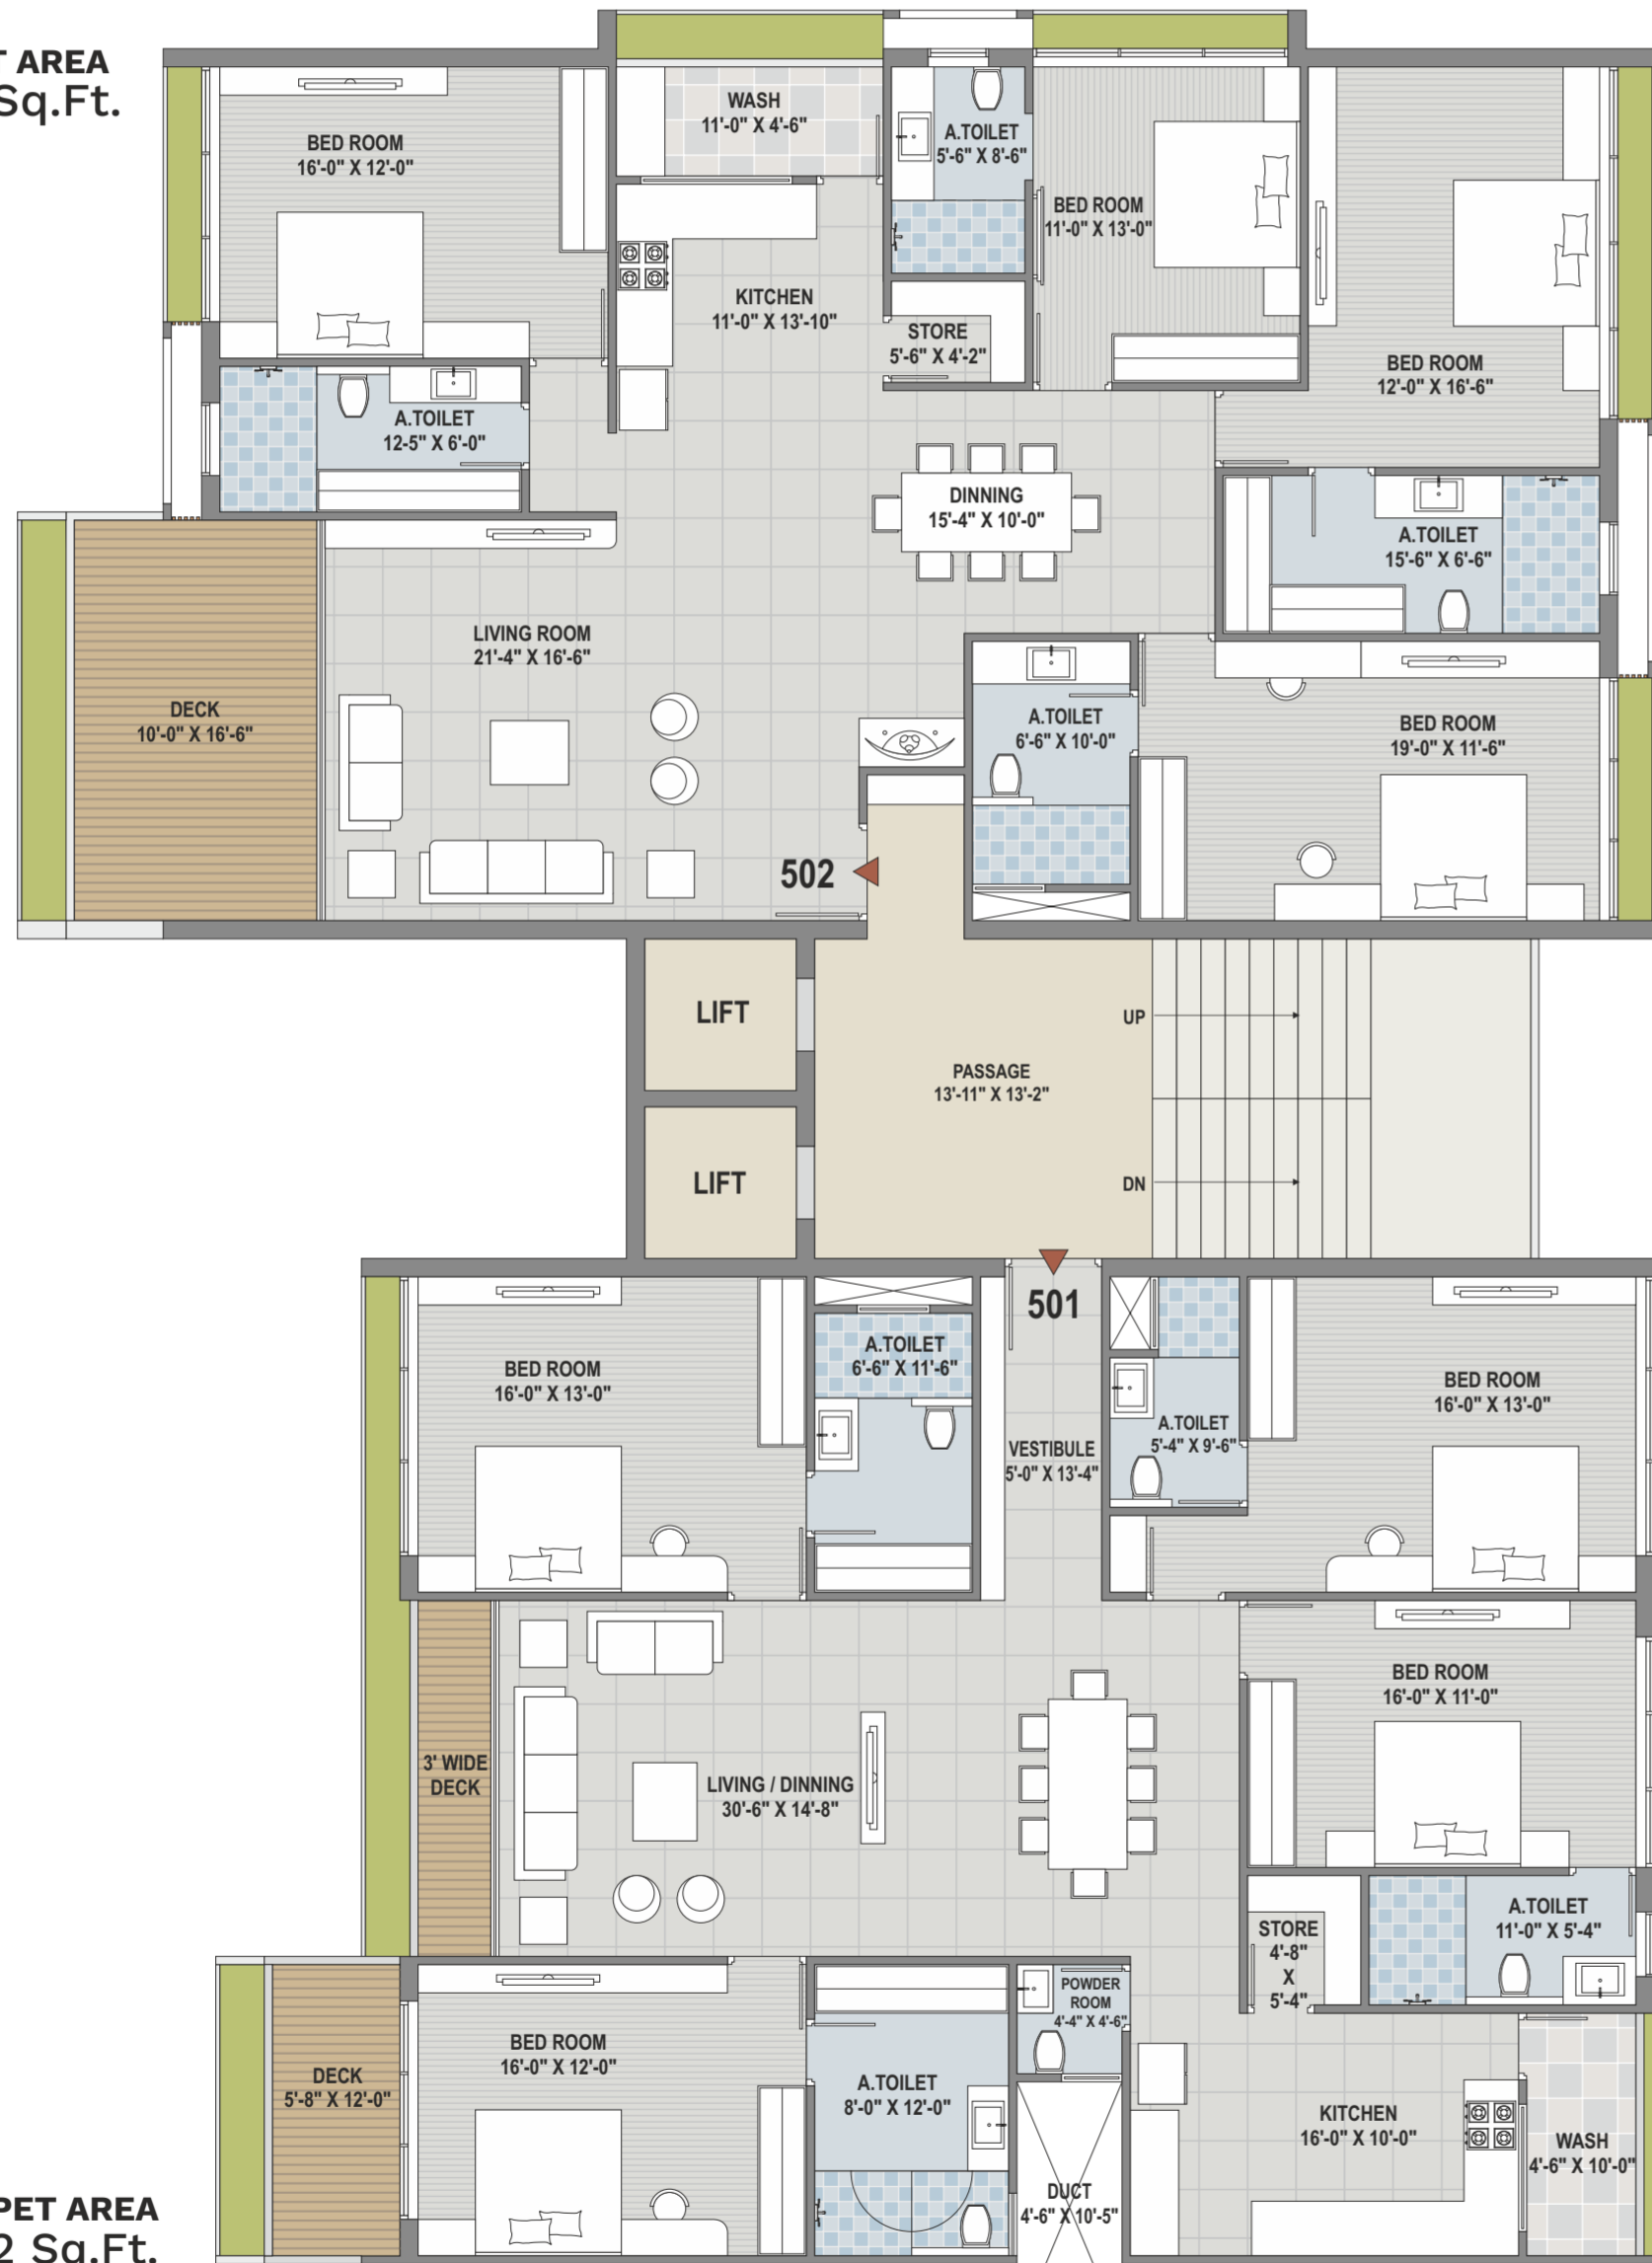 T AREA
Sq.Ft.
BED ROOM
16'-0" X 12'-0"
WASH
11'-0" X 4'-6"
A.TOILET
5'-6" X 8'-6"
BED ROOM
11'-0" X 13'-0"
KITCHEN
11'-0" X 13'-10"
STORE
5'-6" X 4'-2"
BED ROOM
12'-0" X 16'-6"
A.TOILET
12-5" X 6'-0"
DINNING
15'-4" X 10'-0"
A.TOILET
15'-6" X 6'-6"
LIVING ROOM
21'-4" X 16'-6"
DECK
10'-0" X 16'-6"
A.TOILET
6'-6" X 10'-0"
BED ROOM
19'-0" X 11'-6"
502
LIFT
UP
PASSAGE
13'-11" X 13'-2"
LIFT
DN
501
A.TOILET
6'-6" X 11'-6"
BED ROOM
16'-0" X 13'-0"
BED ROOM
16'-0" X 13'-0"
A.TOILET
5'-4" X 9'-6"
VESTIBULE
5'-0" X 13'-4"
BED ROOM
16'-0" X 11'-0"
3' WIDE
DECK
LIVING / DINNING
30'-6" X 14'-8"
STORE
4'-8"
X
5'-4"
A.TOILET
11'-0" X 5'-4"
POWDER
ROOM
4'-4" X 4'-6"
BED ROOM
16'-0" X 12'-0"
DECK
5'-8" X 12'-0"
A.TOILET
8'-0" X 12'-0"
KITCHEN
16'-0" X 10'-0"
WASH
4'-6" X 10'-0"
DUCT
4'-6" X 10'-5"
PET AREA
2 Sq.Ft.